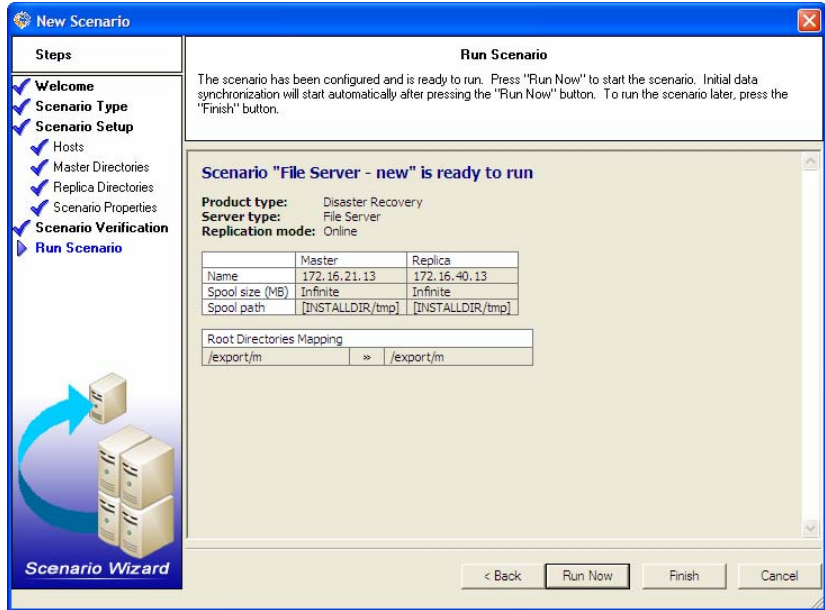 New Scenario
Steps
Welcome
Scenario Type
Scenario Setup
Hosts
Master Directories
Replica Directories
Scenario Properties
Scenario Verification
Run Scenario
Scenario Wizard
Run Scenario
The scenario has been configured and is ready to run. Press "Run Now" to start the scenario. Initial data
synchronization will start automatically after pressing the "Run Now" button. To run the scenario later, press the
"Finish" button.
Scenario "File Server - new" is ready to run
Product type: Disaster Recovery
Server type: File Server
Replication mode: Online
Master Replica
Name 172.16.21.13 172.16.40.13
Spool size (MB) Infinite Infinite
Spool path [INSTALLDIR/tmp] [INSTALLDIR/tmp]
Root Directories Mapping
/export/m » /export/m
< Back Run Now Finish Cancel